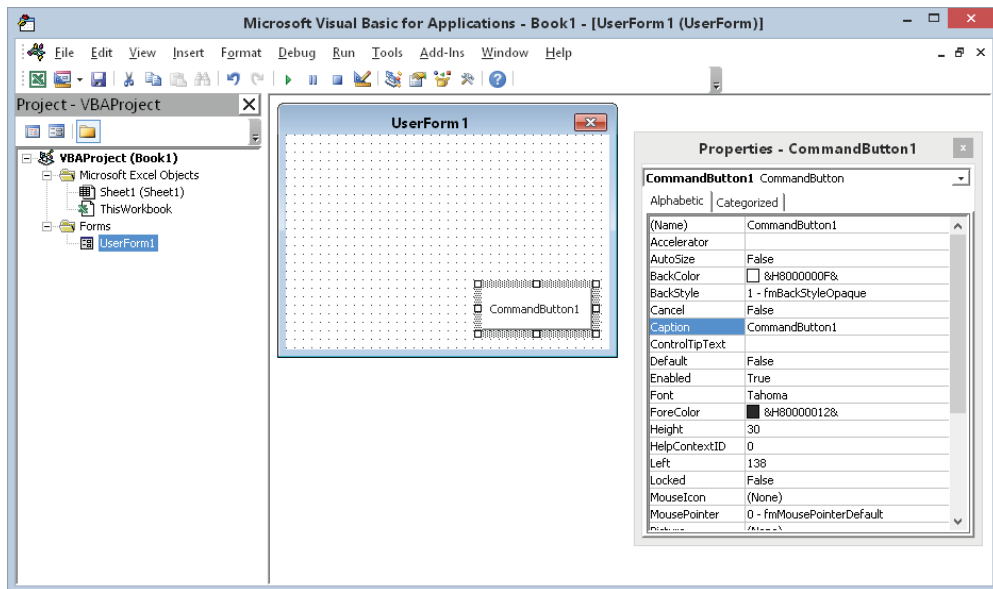 Microsoft Visual Basic for Applications - Book1 - [UserForm1 (UserForm)]
File Edit View Insert Format Debug Run Tools Add-Ins Window Help
Project - VBAProject
VBAProject (Book1)
Microsoft Excel Objects
Sheet1 (Sheet1)
ThisWorkbook
Forms
UserForm1
UserForm1
CommandButton1
Properties - CommandButton1
CommandButton1 CommandButton
Alphabetic Categorized
(Name) CommandButton1
Accelerator
AutoSize False
BackColor &H8000000F&
BackStyle 1 - fmBackStyleOpaque
Cancel False
Caption CommandButton1
ControlTipText
Default False
Enabled True
Font Tahoma
ForeColor &H80000012&
Height 30
HelpContextID 0
Left 138
Locked False
MouseIcon (None)
MousePointer 0 - fmMousePointerDefault